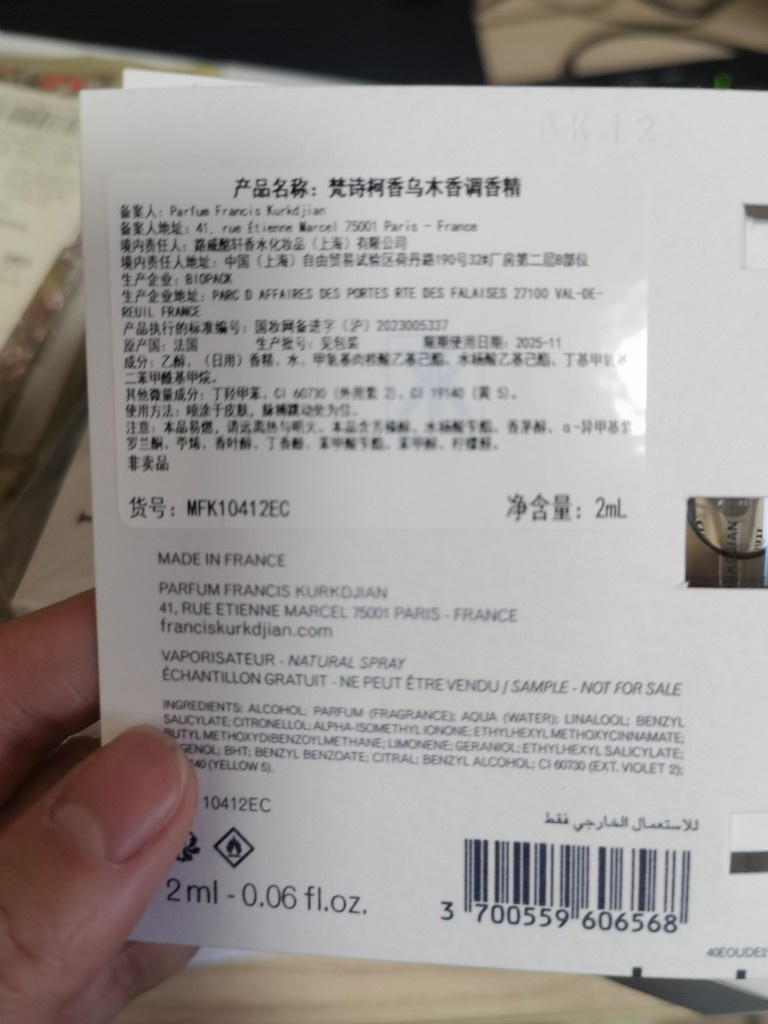 BK12
产品名称：梵诗柯香乌木香调香精
备案人：Parfum Francis Kurkdjian
备案人地址：41, rue Étienne Marcel 75001 Paris - France
境内责任人：路威酩轩香水化妆品（上海）有限公司
境内责任人地址：中国（上海）自由贸易试验区荷丹路190号32#厂房第二层B部位
生产企业：BIOPACK
生产企业地址：PARC D AFFAIRES DES PORTES RTE DES FALAISES 27100 VAL-DE-
REUIL FRANCE
产品执行的标准编号：国妆网备进字（沪）2023005337
原产国：法国 生产批号：见包装 限期使用日期：2025-11
成分：乙醇、（日用）香精、水、甲氧基肉桂酸乙基己酯、水杨酸乙基己酯、丁基甲氧基
二苯甲酰基甲烷。
其他微量成分：丁羟甲苯、CI 60730（外用紫 2）、CI 19140（黄 5）。
使用方法：喷涂于皮肤，脉搏跳动处为佳。
注意：本品易燃，请远离热与明火。本品含芳樟醇、水杨酸苄酯、香茅醇、α-异甲基紫
罗兰酮、苧烯、香叶醇、丁香酚、苯甲酸苄酯、苯甲醇、柠檬醛。
非卖品
货号：MFK10412EC 净含量：2mL
MADE IN FRANCE
PARFUM FRANCIS KURKDJIAN
41, RUE ETIENNE MARCEL 75001 PARIS - FRANCE
franciskurkdjian.com
VAPORISATEUR - NATURAL SPRAY
ÉCHANTILLON GRATUIT - NE PEUT ÊTRE VENDU / SAMPLE - NOT FOR SALE
INGREDIENTS: ALCOHOL; PARFUM (FRAGRANCE); AQUA (WATER); LINALOOL; BENZYL
SALICYLATE; CITRONELLOL; ALPHA-ISOMETHYL IONONE; ETHYLHEXYL METHOXYCINNAMATE;
BUTYL METHOXYDIBENZOYLMETHANE; LIMONENE; GERANIOL; ETHYLHEXYL SALICYLATE;
GENOL; BHT; BENZYL BENZOATE; CITRAL; BENZYL ALCOHOL; CI 60730 (EXT. VIOLET 2);
140 (YELLOW 5).
10412EC
للاستعمال الخارجي فقط
2 ml - 0.06 fl.oz.
3 700559 606568
40EOUDE2